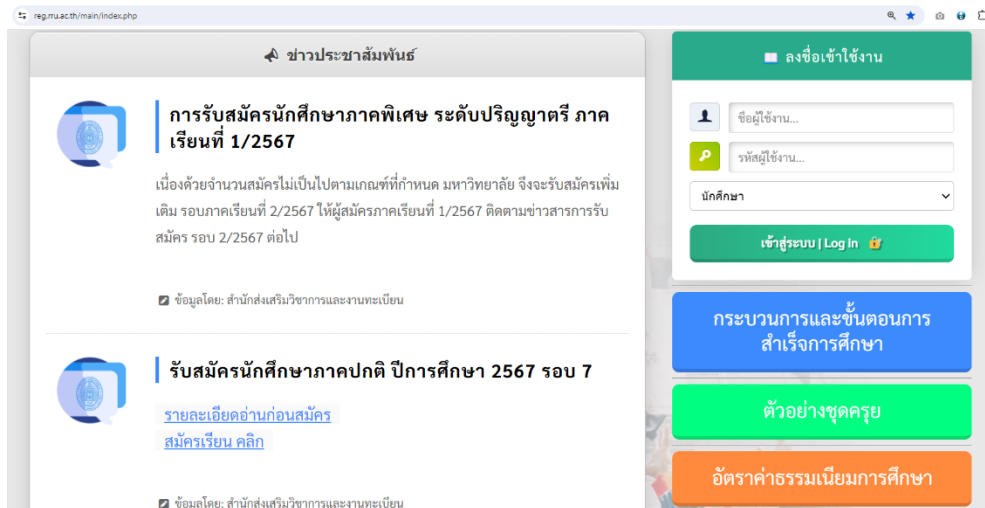 reg.rru.ac.th/main/index.php
ข่าวประชาสัมพันธ์
การรับสมัครนักศึกษาภาคพิเศษ ระดับปริญญาตรี ภาค
เรียนที่ 1/2567
เนื่องด้วยจำนวนสมัครไม่เป็นไปตามเกณฑ์ที่กำหนด มหาวิทยาลัย จึงจะรับสมัครเพิ่ม
เติม รอบภาคเรียนที่ 2/2567 ให้ผู้สมัครภาคเรียนที่ 1/2567 ติดตามข่าวสารการรับ
สมัคร รอบ 2/2567 ต่อไป
ข้อมูลโดย: สำนักส่งเสริมวิชาการและงานทะเบียน
รับสมัครนักศึกษาภาคปกติ ปีการศึกษา 2567 รอบ 7
รายละเอียดอ่านก่อนสมัคร
สมัครเรียน คลิก
ข้อมูลโดย: สำนักส่งเสริมวิชาการและงานทะเบียน
ลงชื่อเข้าใช้งาน
ชื่อผู้ใช้งาน...
รหัสผู้ใช้งาน...
นักศึกษา
เข้าสู่ระบบ | Log in
กระบวนการและขั้นตอนการ
สำเร็จการศึกษา
ตัวอย่างชุดครุย
อัตราค่าธรรมเนียมการศึกษา